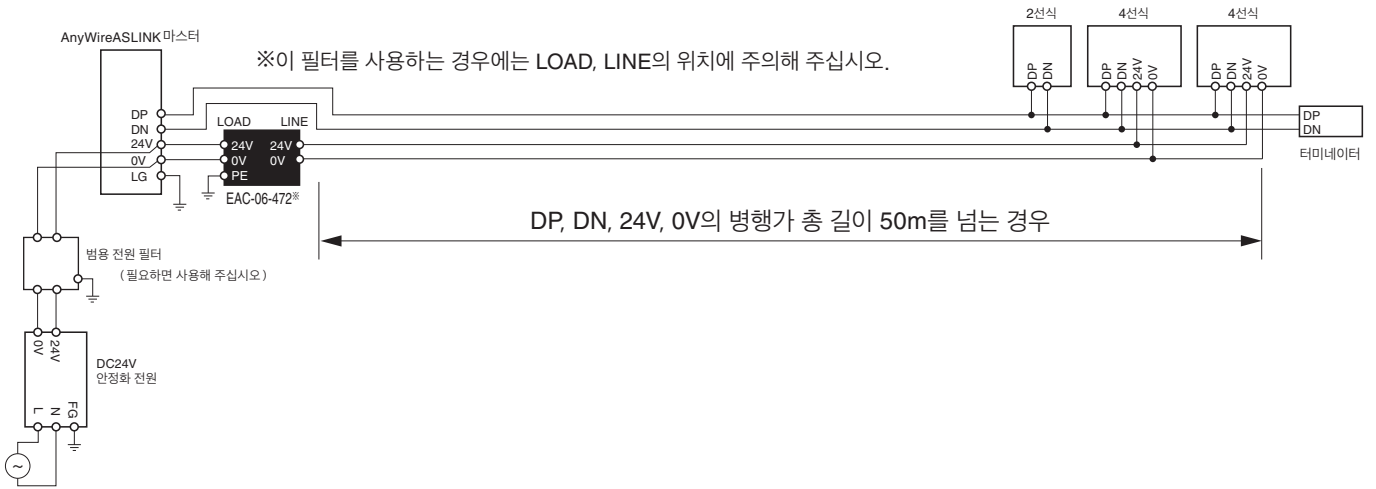 2선식
4선식
4선식
AnyWireASLINK 마스터
※이 필터를 사용하는 경우에는 LOAD, LINE의 위치에 주의해 주십시오.
DP
DN
DP
DN
24V
0V
DP
DN
24V
0V
DP
DN
24V
0V
LG
LOAD
LINE
24V
24V
0V
0V
PE
EAC-06-472※
DP
DN
터미네이터
DP, DN, 24V, 0V의 병행가 총 길이 50m를 넘는 경우
범용 전원 필터
(필요하면 사용해 주십시오)
0V
24V
DC24V
안정화 전원
L
N
FG
~